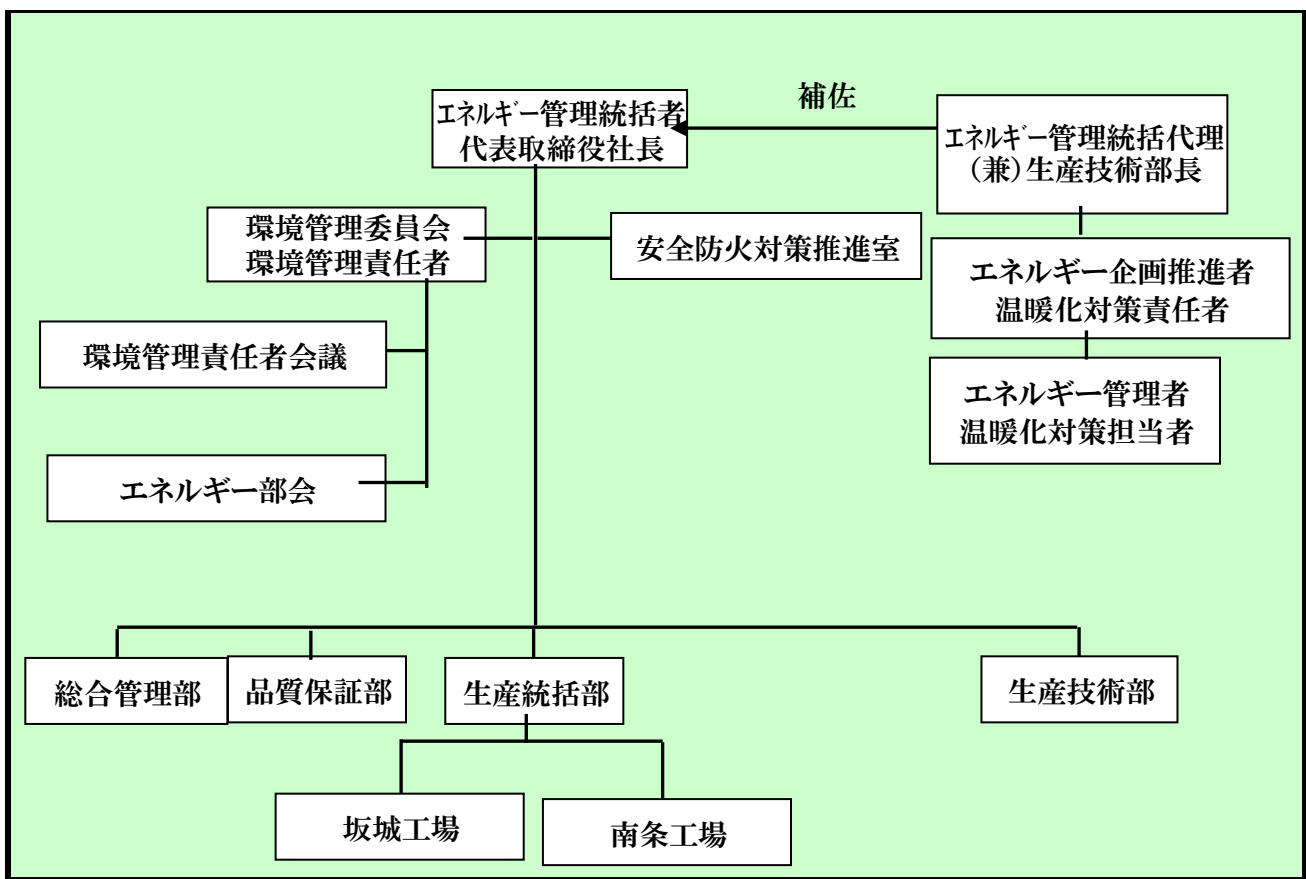 補佐
エネルギー管理統括者
代表取締役社長
エネルギー管理統括代理
(兼)生産技術部長
環境管理委員会
環境管理責任者
安全防火対策推進室
エネルギー企画推進者
温暖化対策責任者
環境管理責任者会議
エネルギー管理者
温暖化対策担当者
エネルギー部会
総合管理部
品質保証部
生産統括部
生産技術部
坂城工場
南条工場